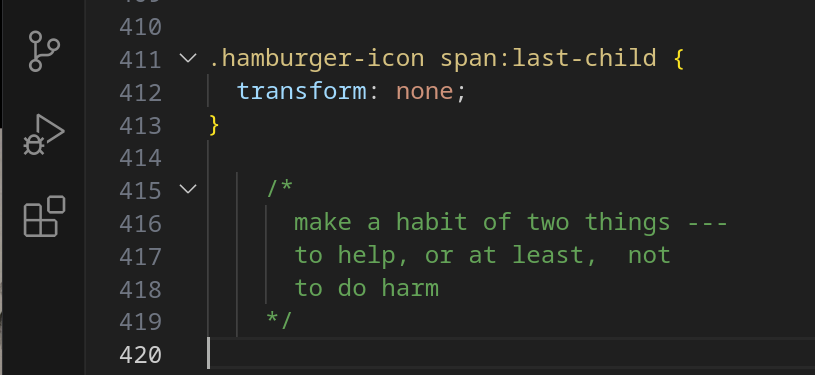 410
411 .hamburger-icon span:last-child {
412 transform: none;
413 }
414
415 /*
416 make a habit of two things ---
417 to help, or at least,  not
418 to do harm
419 */
420